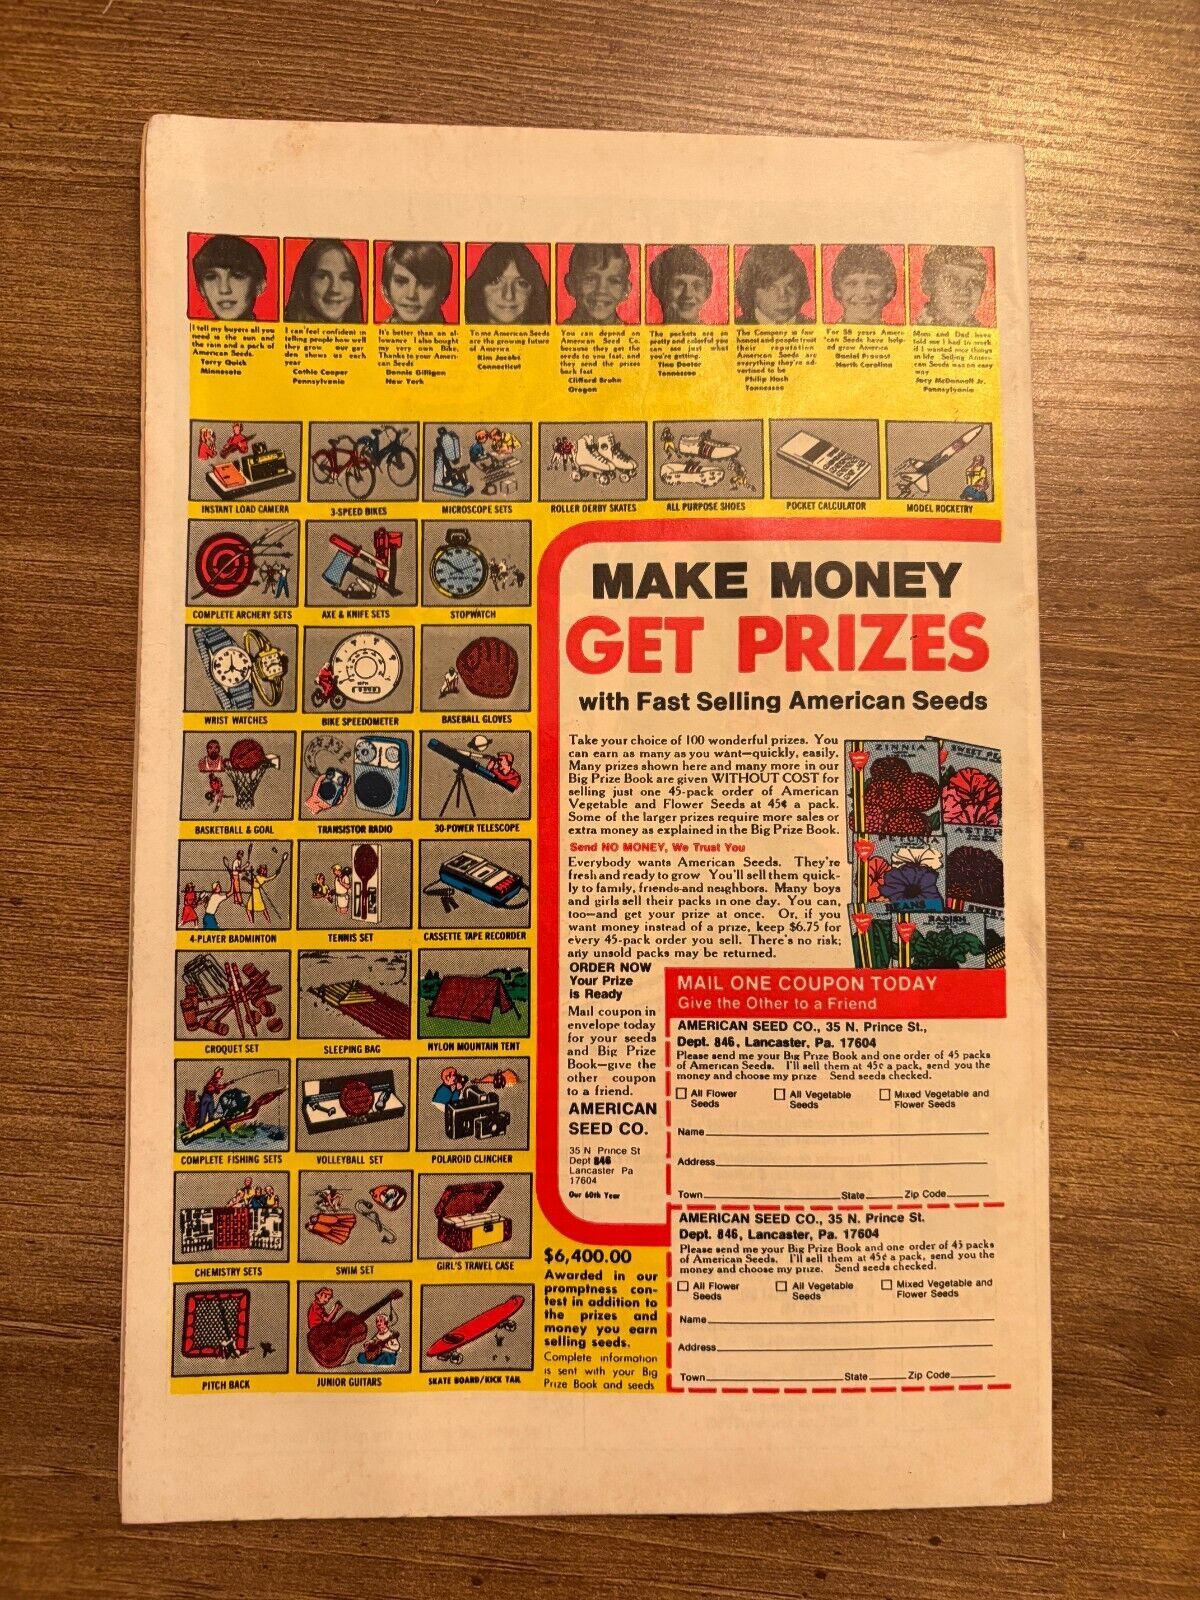 I tell my buyers all you
need is the sun and
the rain and a pack of
American Seeds.
Terry Quick
Minnesota
I can feel confident in
telling people how well
they grow our gar
den shows us each
year
Cathie Cooper
Pennsylvania
It's better than an al-
lowance I also bought
my very own Bike,
Thanks to your Ameri-
can Seeds
Dennis Gilligan
New York
To me American Seeds
are the growing future
of America
Kim Jacobs
Connecticut
You can depend on
American Seed Co.
because they get the
seeds to you fast, and
they send the prizes
back fast
Clifford Bruhn
Oregon
The packets are so
pretty and colorful you
can see just what
you're getting.
Tina Doster
Tennessee
The Company is fair
honest and people trust
their reputation
American Seeds are
everything they're ad-
vertised to be
Philip Hach
Tennessee
For 58 years Ameri-
can Seeds have help-
ed grow America
Daniel Provost
North Carolina
Mom and Dad have
told me I had to work
if I wanted nice things
in life Selling Ameri-
can Seeds was an easy
way
Jocy McDonnell Jr.
Pennsylvania
INSTANT LOAD CAMERA
3-SPEED BIKES
MICROSCOPE SETS
ROLLER DERBY SKATES
ALL PURPOSE SHOES
POCKET CALCULATOR
MODEL ROCKETRY
COMPLETE ARCHERY SETS
AXE & KNIFE SETS
STOPWATCH
WRIST WATCHES
BIKE SPEEDOMETER
BASEBALL GLOVES
BASKETBALL & GOAL
TRANSISTOR RADIO
30-POWER TELESCOPE
4-PLAYER BADMINTON
TENNIS SET
CASSETTE TAPE RECORDER
CROQUET SET
SLEEPING BAG
NYLON MOUNTAIN TENT
COMPLETE FISHING SETS
VOLLEYBALL SET
POLAROID CLINCHER
CHEMISTRY SETS
SWIM SET
GIRL'S TRAVEL CASE
PITCH BACK
JUNIOR GUITARS
SKATE BOARD/KICK TAIL
MAKE MONEY
GET PRIZES
with Fast Selling American Seeds
Take your choice of 100 wonderful prizes. You
can earn as many as you want—quickly, easily.
Many prizes shown here and many more in our
Big Prize Book are given WITHOUT COST for
selling just one 45-pack order of American
Vegetable and Flower Seeds at 45¢ a pack.
Some of the larger prizes require more sales or
extra money as explained in the Big Prize Book.
Send NO MONEY, We Trust You
Everybody wants American Seeds. They're
fresh and ready to grow You'll sell them quick-
ly to family, friends and neighbors. Many boys
and girls sell their packs in one day. You can,
too—and get your prize at once. Or, if you
want money instead of a prize, keep $6.75 for
every 45-pack order you sell. There's no risk;
any unsold packs may be returned.
ZINNIA
SWEET PE
PETUNIA
ASTER
BEANS
RADISH
SWEET
ORDER NOW
Your Prize
is Ready
Mail coupon in
envelope today
for your seeds
and Big Prize
Book—give the
other coupon
to a friend.
AMERICAN
SEED CO.
35 N Prince St
Dept 846
Lancaster Pa
17604
Our 60th Year
$6,400.00
Awarded in our
promptness con-
test in addition to
the prizes and
money you earn
selling seeds.
Complete information
is sent with your Big
Prize Book and seeds
MAIL ONE COUPON TODAY
Give the Other to a Friend
AMERICAN SEED CO., 35 N. Prince St.,
Dept. 846, Lancaster, Pa. 17604
Please send me your Big Prize Book and one order of 45 packs
of American Seeds. I'll sell them at 45¢ a pack, send you the
money and choose my prize Send seeds checked.
All Flower
Seeds
All Vegetable
Seeds
Mixed Vegetable and
Flower Seeds
Name
Address
Town State Zip Code
AMERICAN SEED CO., 35 N. Prince St.
Dept. 846, Lancaster, Pa. 17604
Please send me your Big Prize Book and one order of 45 packs
of American Seeds. I'll sell them at 45¢ a pack, send you the
money and choose my prize. Send seeds checked.
All Flower
Seeds
All Vegetable
Seeds
Mixed Vegetable and
Flower Seeds
Name
Address
Town State Zip Code